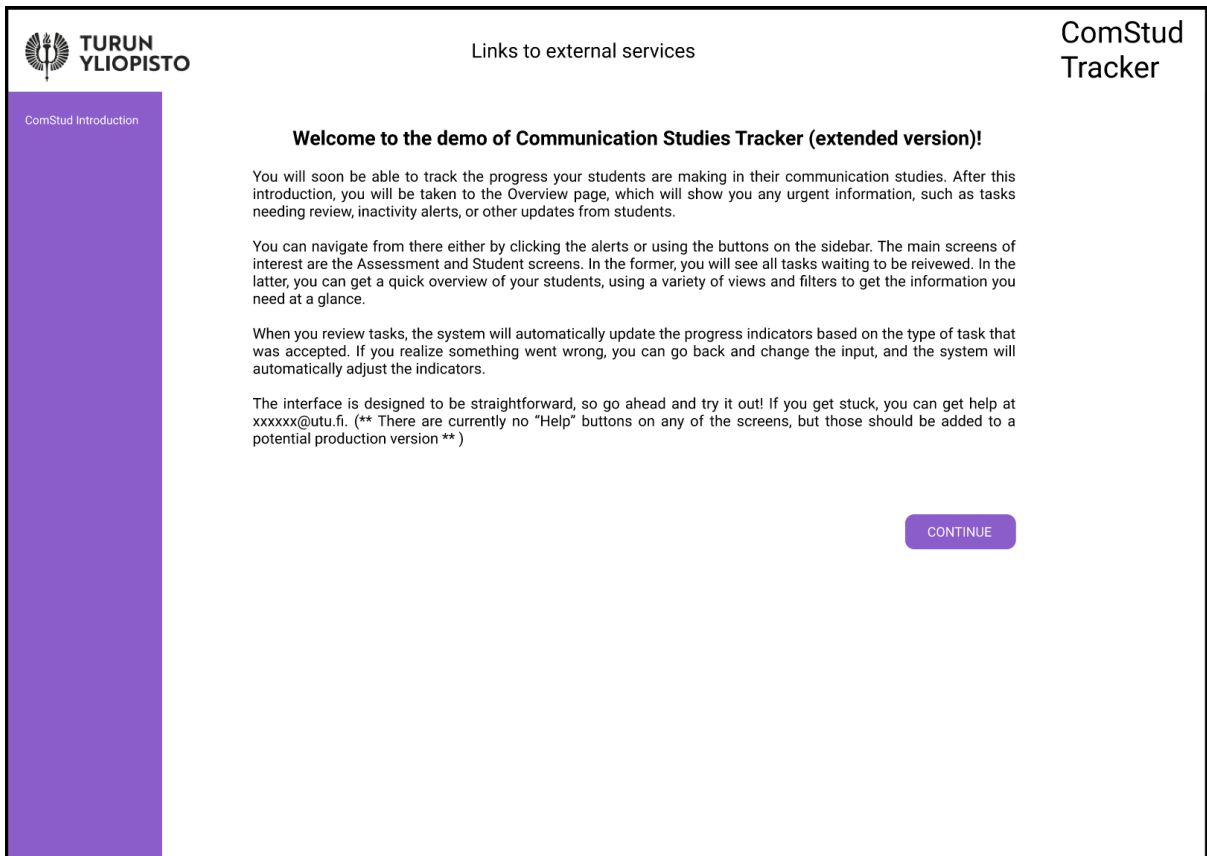 TURUN
YLIOPISTO
Links to external services
ComStud
Tracker
ComStud Introduction
Welcome to the demo of Communication Studies Tracker (extended version)!
You will soon be able to track the progress your students are making in their communication studies. After this
introduction, you will be taken to the Overview page, which will show you any urgent information, such as tasks
needing review, inactivity alerts, or other updates from students.
You can navigate from there either by clicking the alerts or using the buttons on the sidebar. The main screens of
interest are the Assessment and Student screens. In the former, you will see all tasks waiting to be reivewed. In the
latter, you can get a quick overview of your students, using a variety of views and filters to get the information you
need at a glance.
When you review tasks, the system will automatically update the progress indicators based on the type of task that
was accepted. If you realize something went wrong, you can go back and change the input, and the system will
automatically adjust the indicators.
The interface is designed to be straightforward, so go ahead and try it out! If you get stuck, you can get help at
xxxxxx@utu.fi. (** There are currently no “Help” buttons on any of the screens, but those should be added to a
potential production version ** )
CONTINUE